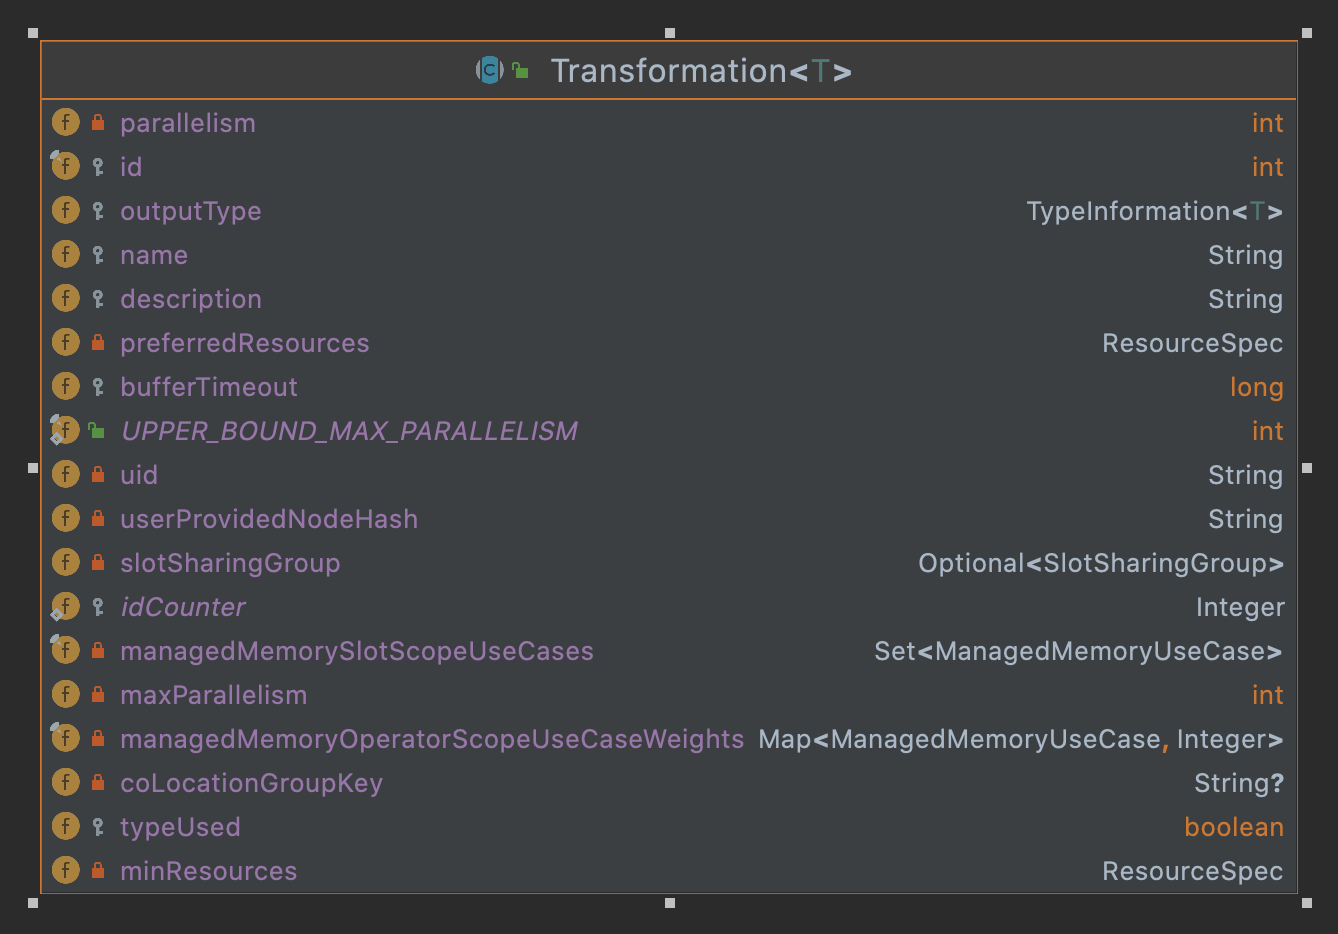 Transformation<T>
parallelism int
id int
outputType TypeInformation<T>
name String
description String
preferredResources ResourceSpec
bufferTimeout long
UPPER_BOUND_MAX_PARALLELISM int
uid String
userProvidedNodeHash String
slotSharingGroup Optional<SlotSharingGroup>
idCounter Integer
managedMemorySlotScopeUseCases Set<ManagedMemoryUseCase>
maxParallelism int
managedMemoryOperatorScopeUseCaseWeights Map<ManagedMemoryUseCase, Integer>
coLocationGroupKey String?
typeUsed boolean
minResources ResourceSpec